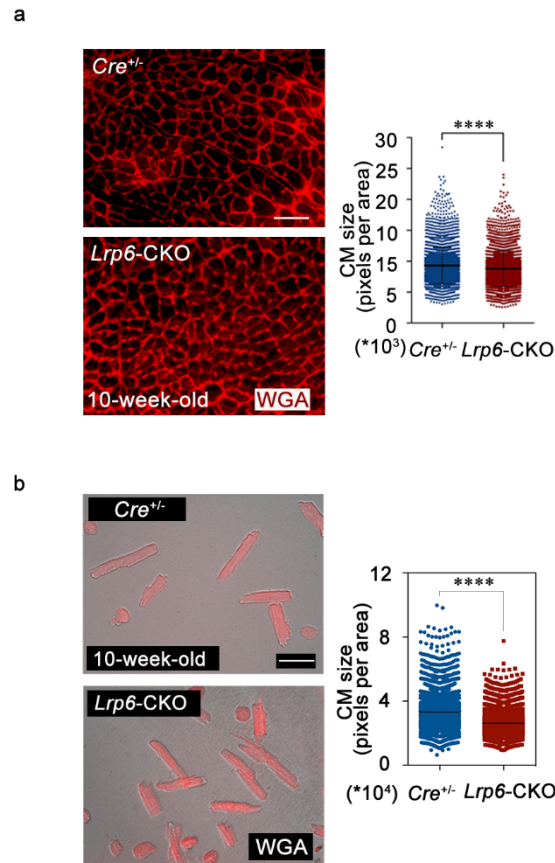 a
Cre+/-
Lrp6-CKO
10-week-old WGA
****
CM size
(pixels per area)
30
25
20
10
15
5
0
(*10³) Cre+/- Lrp6-CKO
b
Cre+/-
10-week-old
Lrp6-CKO
WGA
****
CM size
(pixels per area)
12
8
4
0
(*10⁴) Cre+/- Lrp6-CKO